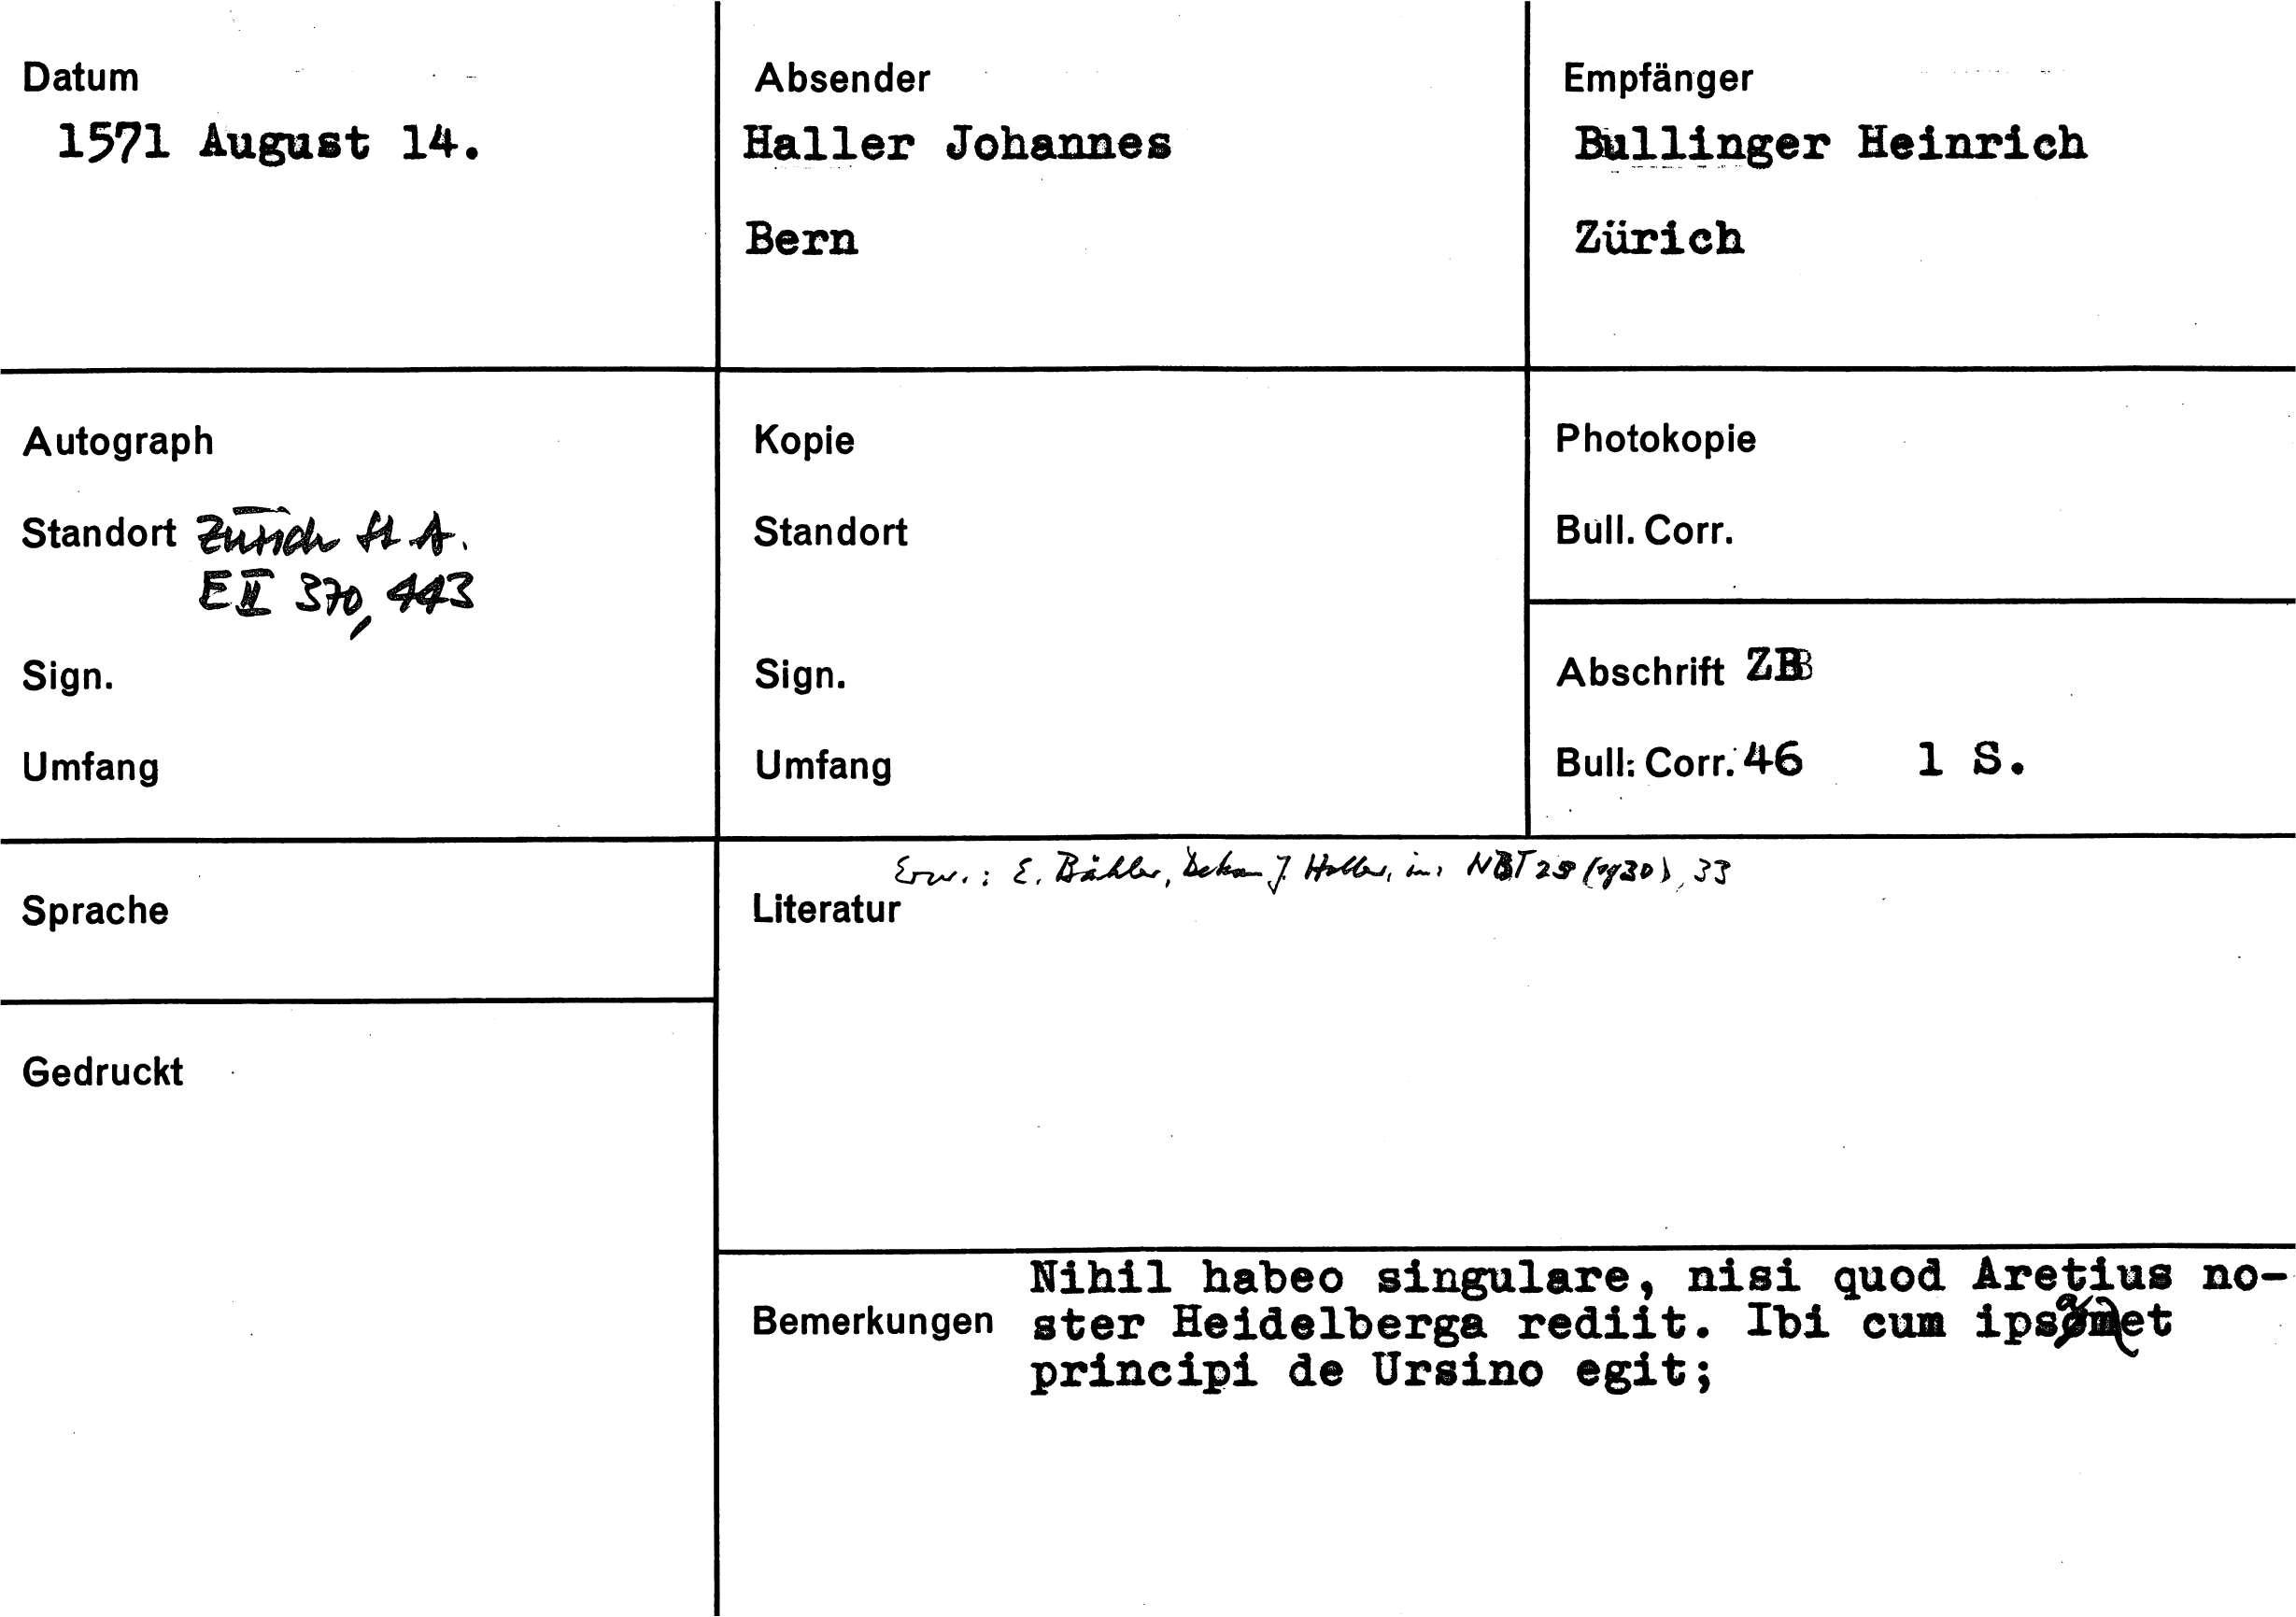 Datum
1571 August 14.
Absender
Haller Johannes
Bern
Empfänger
Bullinger Heinrich
Zürich
Autograph
Standort Zürich St A.
E II 370, 443
Sign.
Umfang
Kopie
Standort
Sign.
Umfang
Photokopie
Bull. Corr.
Abschrift ZB
Bull: Corr. 46 1 S.
Sprache
Gedruckt
Erw.: E. Bähler, Dekan J. Haller, in: NBT 28 (1930), 33
Literatur
Bemerkungen
Nihil habeo singulare, nisi quod Aretius no-
ster Heidelberga rediit. Ibi cum
principi de Ursino egit;